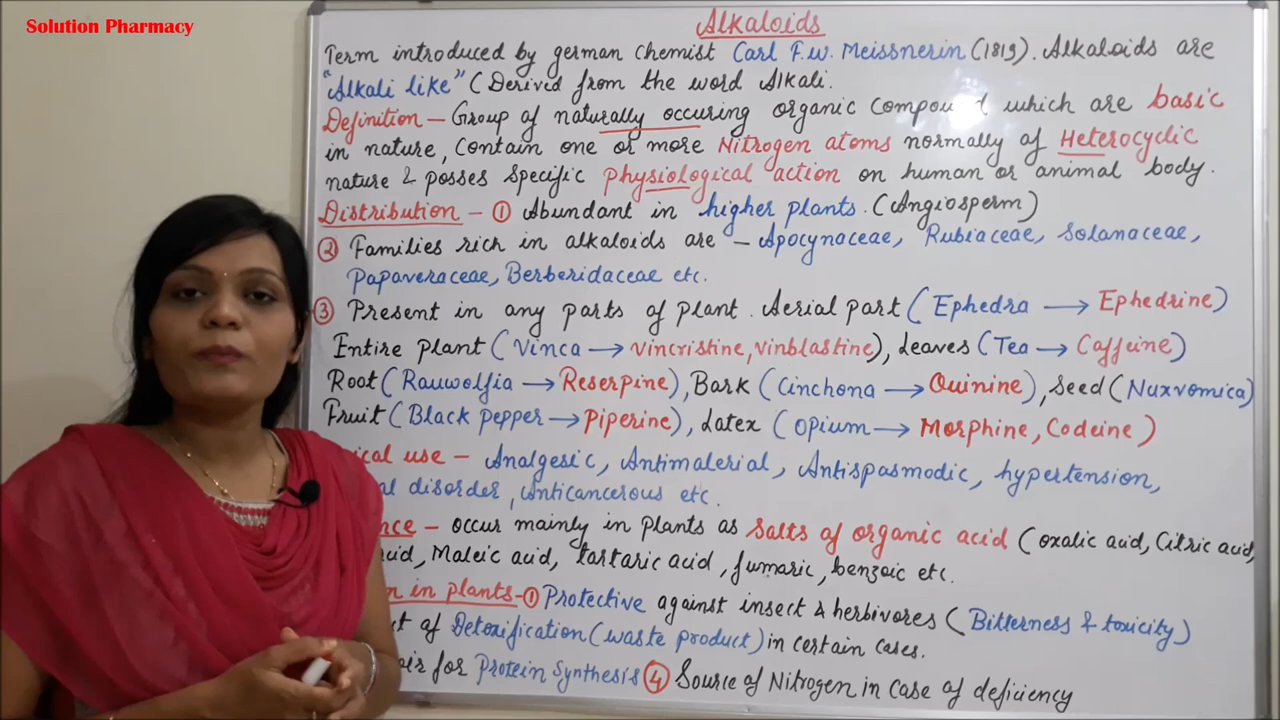 Solution Pharmacy
Alkaloids
Term introduced by german chemist Carl F.W. Meissnerin (1819). Alkaloids are
"Alkali like" (Derived from the word Alkali.
Definition – Group of naturally occuring organic compou which are basic
in nature, contain one or more Nitrogen atoms normally of Heterocyclic
nature & posses specific physiological action on human or animal body.
Distribution - ① Abundant in higher plants. (Angiosperm)
② Families rich in alkaloids are – Apocynaceae, Rubiaceae, Solanaceae,
Papaveraceae, Berberidaceae etc.
③ Present in any parts of plant. Aerial part (Ephedra → Ephedrine)
Entire plant (Vinca → vincristine, vinblastine), Leaves (Tea → Caffeine)
Root (Rauwolfia → Reserpine), Bark (Cinchona → Quinine), Seed (Nuxvomica)
Fruit (Black pepper → Piperine), Latex (Opium → Morphine, Codeine)
ical use – Analgesic, Antimalerial, Antispasmodic, hypertension,
al disorder, Anticancerous etc.
nce – occur mainly in plants as salts of organic acid (oxalic acid, Citric acid,
cid, Maleic acid, tartaric acid, fumaric, benzoic etc.
n in plants - ① Protective against insect & herbivores (Bitterness & toxicity)
t of Detoxification (waste product) in certain cases.
oir for Protein Synthesis ④ Source of Nitrogen in case of deficiency